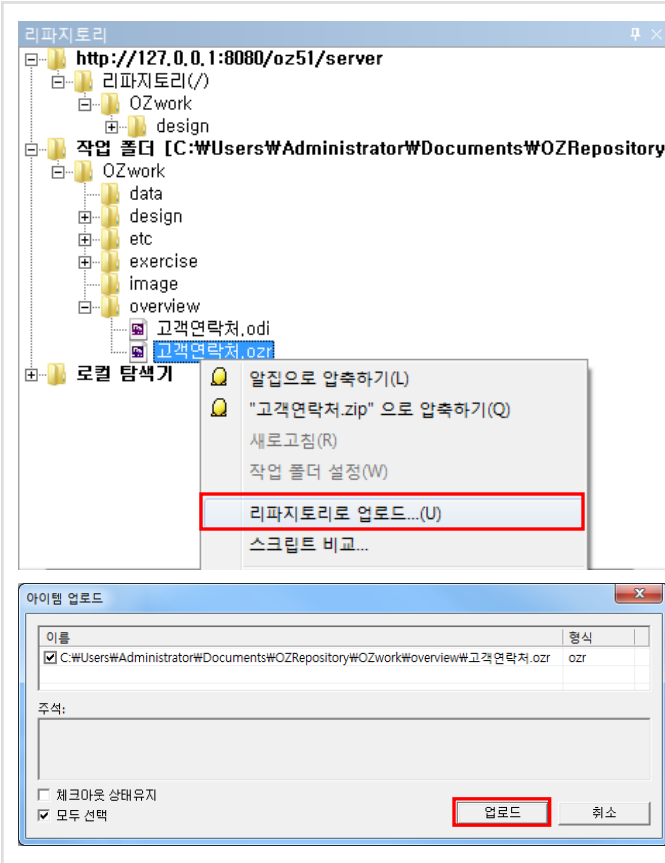 리파지토리
http://127.0.0.1:8080/oz51/server
리파지토리(/)
OZwork
design
작업 폴더 [C:₩Users₩Administrator₩Documents₩OZRepository
OZwork
data
design
etc
exercise
image
overview
고객연락처.odi
고객연락처.ozr
로컬 탐색기
알집으로 압축하기(L)
"고객연락처.zip" 으로 압축하기(Q)
새로고침(R)
작업 폴더 설정(W)
리파지토리로 업로드...(U)
스크립트 비교...
아이템 업로드
이름 형식
C:₩Users₩Administrator₩Documents₩OZRepository₩OZwork₩overview₩고객연락처.ozr ozr
주석:
체크아웃 상태유지
모두 선택
업로드 취소